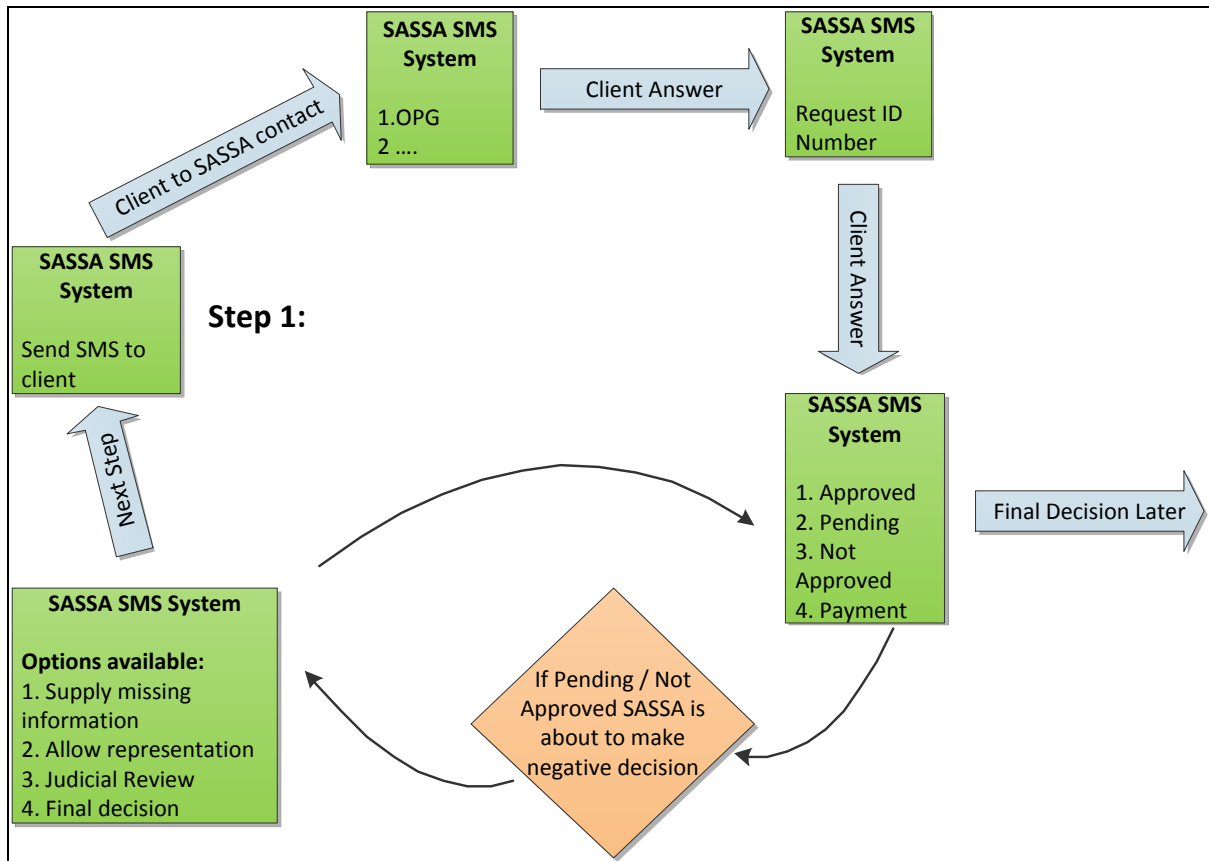 SASSA SMS
System
1.OPG
2 ....
Client Answer
SASSA SMS
System
Request ID
Number
Client to SASSA contact
Client Answer
SASSA SMS
System
Send SMS to
client
Step 1:
Next Step
SASSA SMS
System
1. Approved
2. Pending
3. Not
Approved
4. Payment
Final Decision Later
SASSA SMS System
Options available:
1. Supply missing
information
2. Allow representation
3. Judicial Review
4. Final decision
If Pending / Not
Approved SASSA is
about to make
negative decision